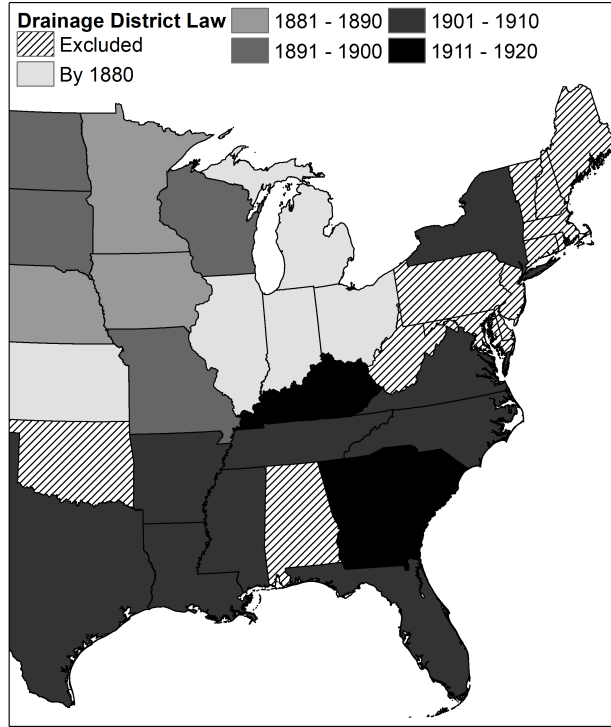 Drainage District Law
Excluded
By 1880
1881 - 1890
1891 - 1900
1901 - 1910
1911 - 1920